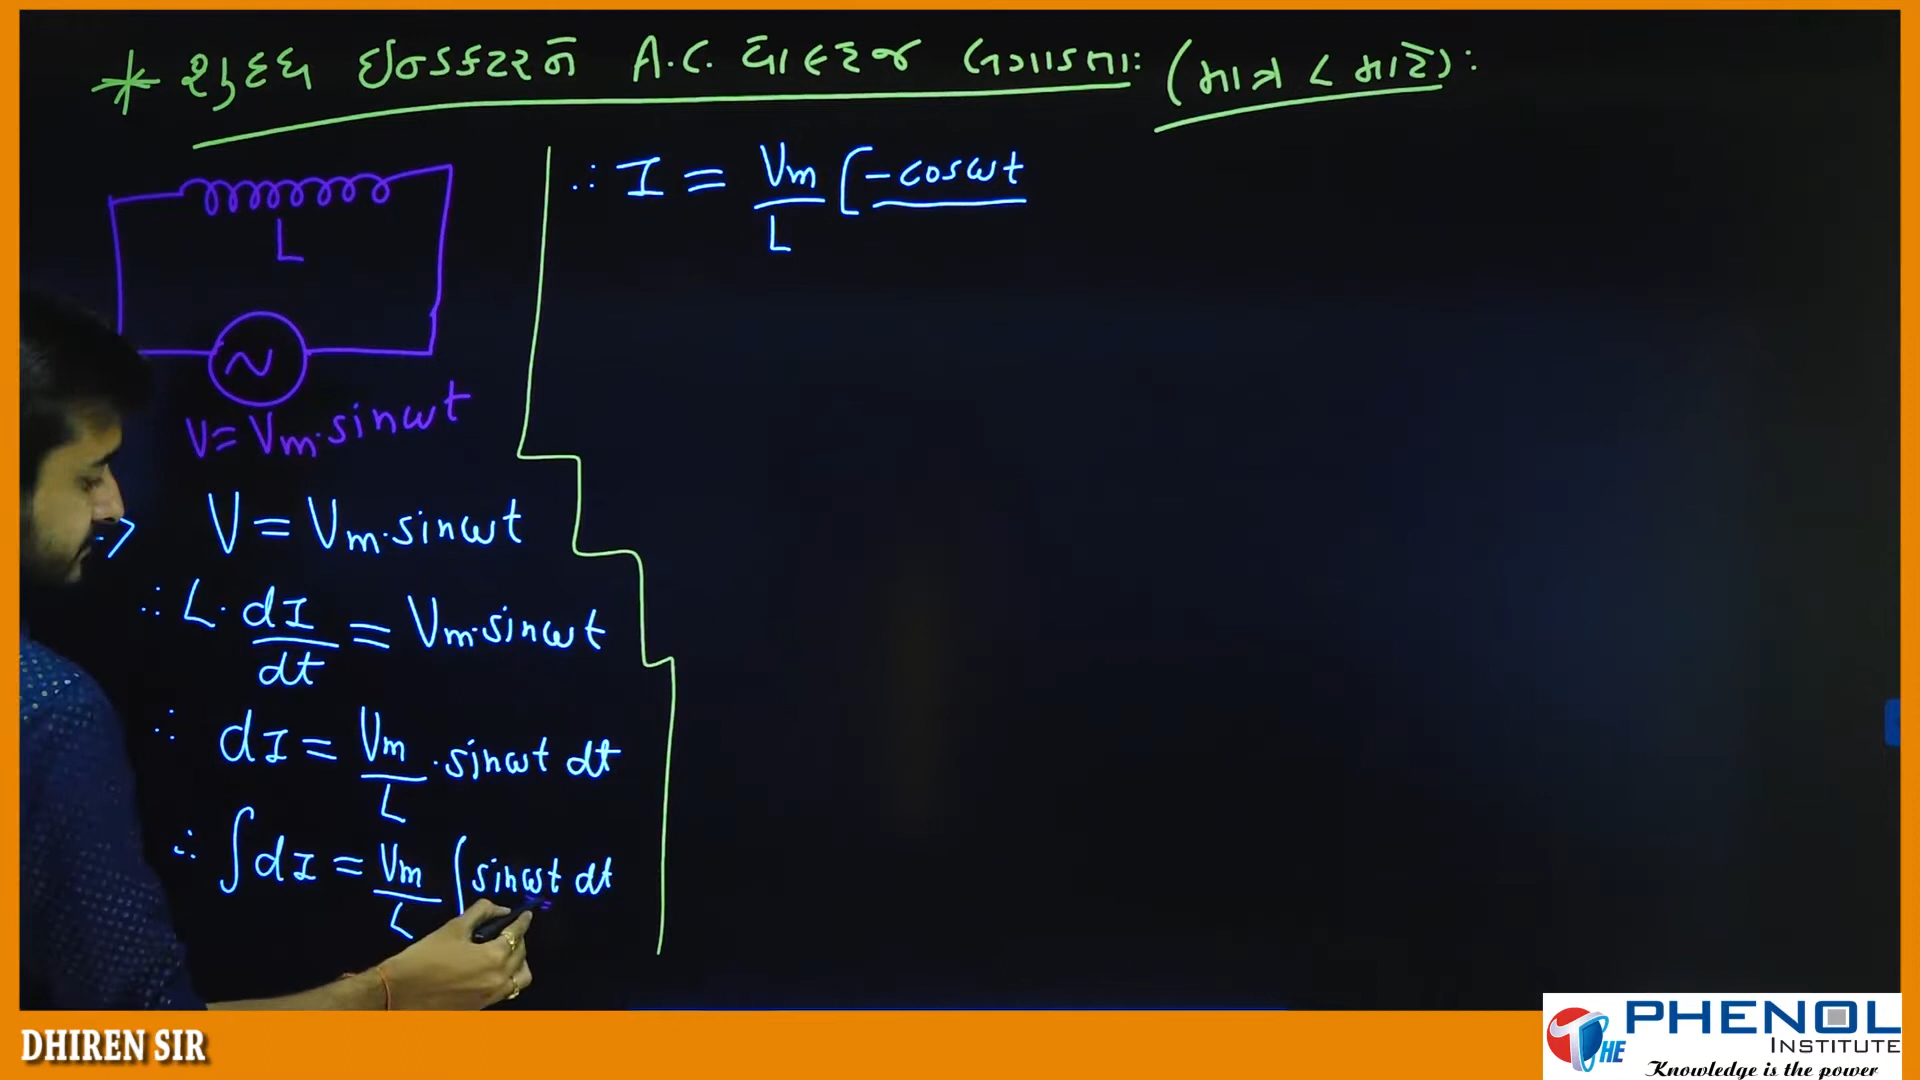 * શુદ્ધ ઇન્ડક્ટરને A.C. વોલ્ટેજ લગાડતા: (માત્ર L માટે):
L
V = Vm·sinωt
-> V = Vm·sinωt
∴ L· dI/dt = Vm·sinωt
∴ dI = Vm/L · sinωt dt
∴ ∫dI = Vm/L ∫sinωt dt
∴ I = Vm/L [-cosωt
DHIREN SIR
THE PHENOL
INSTITUTE
Knowledge is the power